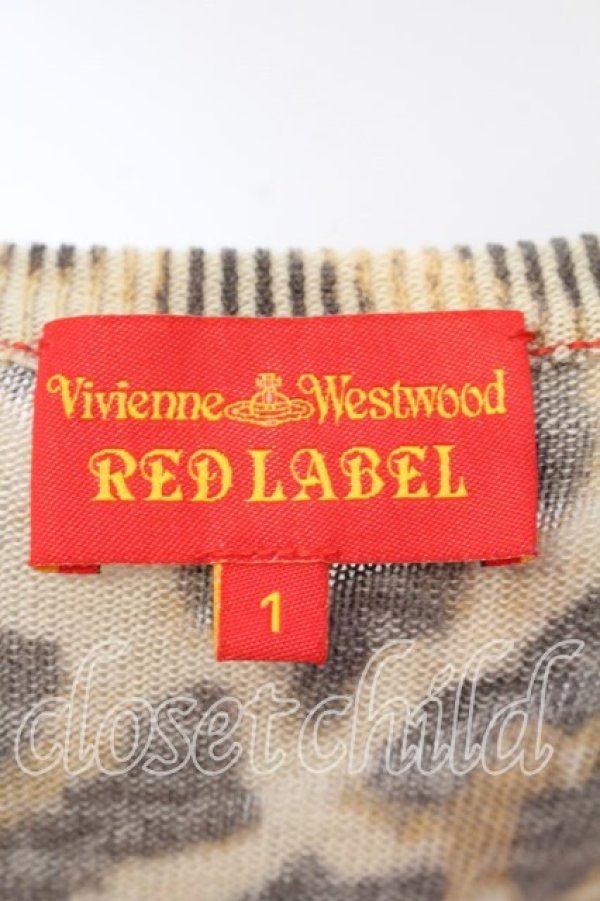 Vivienne Westwood
RED LABEL
1
closetchild